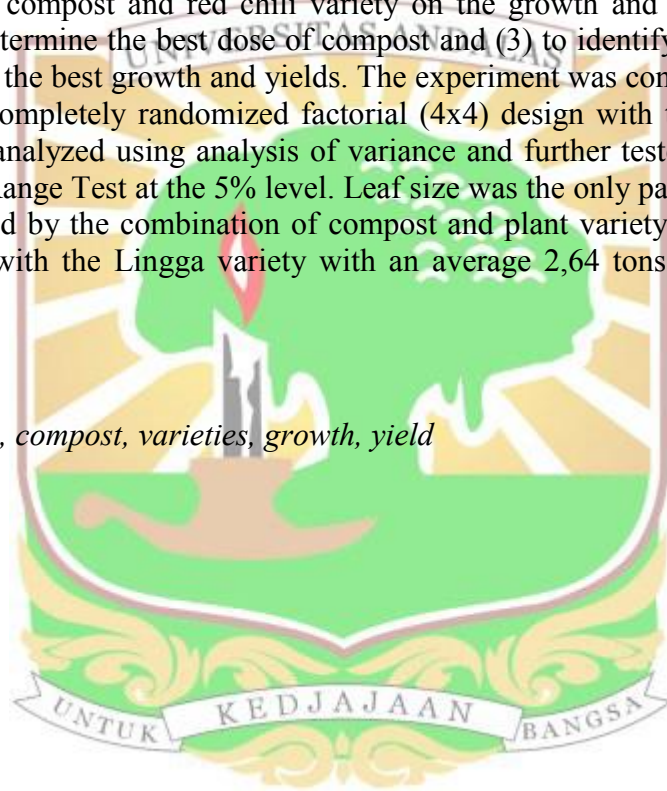 compost and red chili variety on the growth and
termine the best dose of compost and (3) to identify
UNIVERSITAS ANDALAS
the best growth and yields. The experiment was con
ompletely randomized factorial (4x4) design with
analyzed using analysis of variance and further test
ange Test at the 5% level. Leaf size was the only pa
d by the combination of compost and plant variety
with the Lingga variety with an average 2,64 tons
, compost, varieties, growth, yield
UNTUK KEDJAJAAN BANGSA